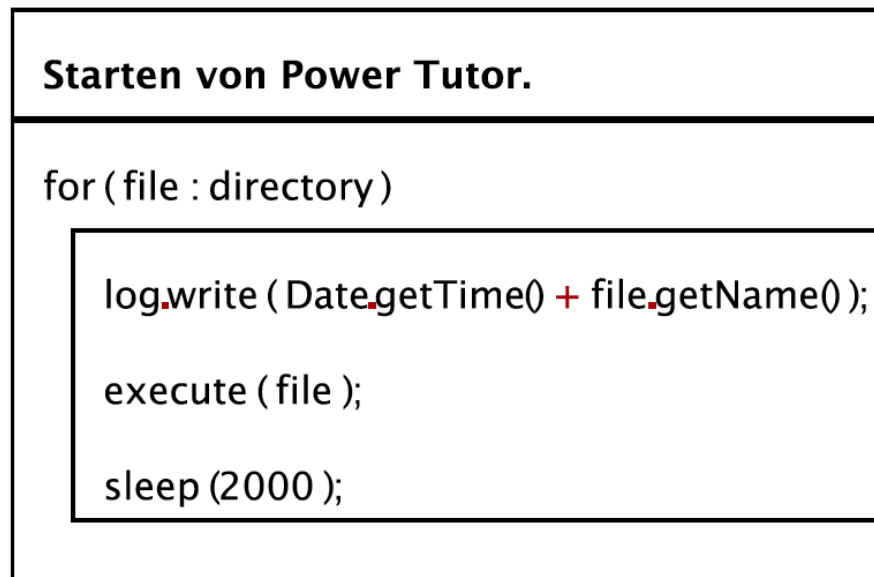 Starten von Power Tutor.
for ( file : directory )
log.write ( Date.getTime() + file.getName() );
execute ( file );
sleep (2000 );